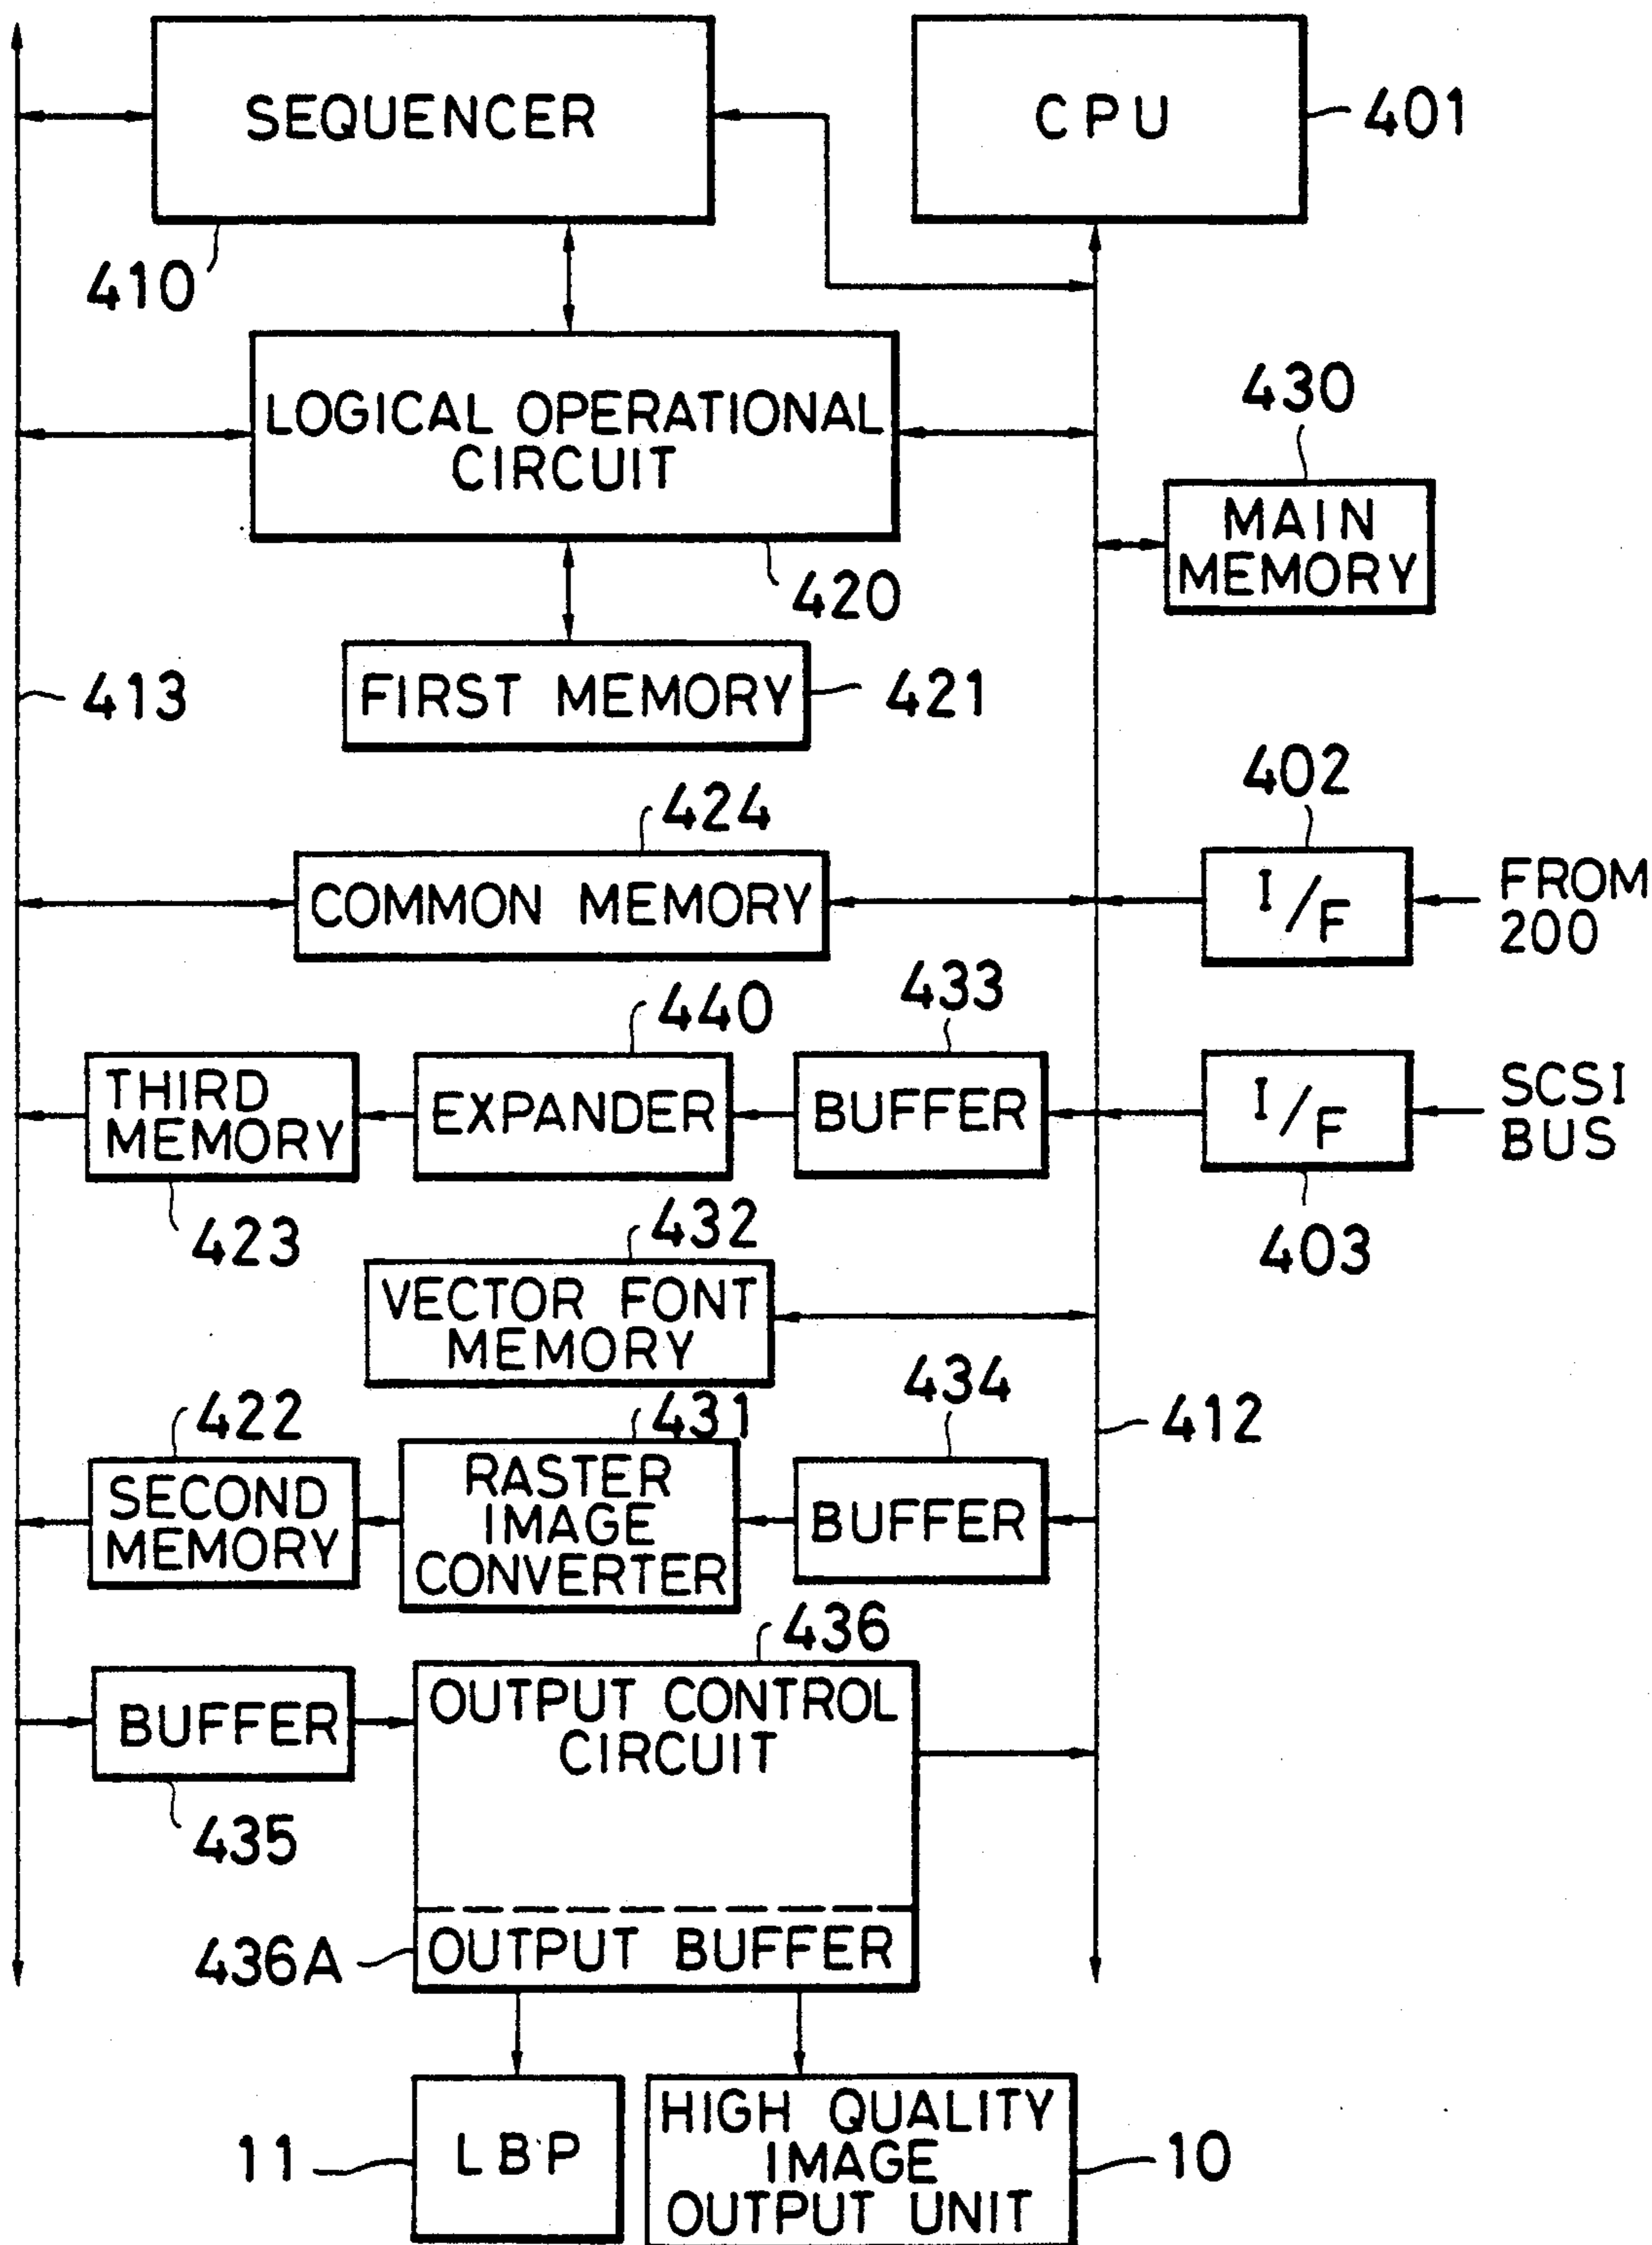 SEQUENCER
CPU
401
410
LOGICAL OPERATIONAL
CIRCUIT
430
MAIN
MEMORY
420
413
FIRST MEMORY
421
402
424
COMMON MEMORY
I/F
FROM
200
440
433
THIRD
MEMORY
EXPANDER
BUFFER
I/F
SCSI
BUS
423
432
403
VECTOR FONT
MEMORY
422
431
434
412
SECOND
MEMORY
RASTER
IMAGE
CONVERTER
BUFFER
436
BUFFER
OUTPUT CONTROL
CIRCUIT
435
436A
OUTPUT BUFFER
11
LBP
HIGH QUALITY
IMAGE
OUTPUT UNIT
10